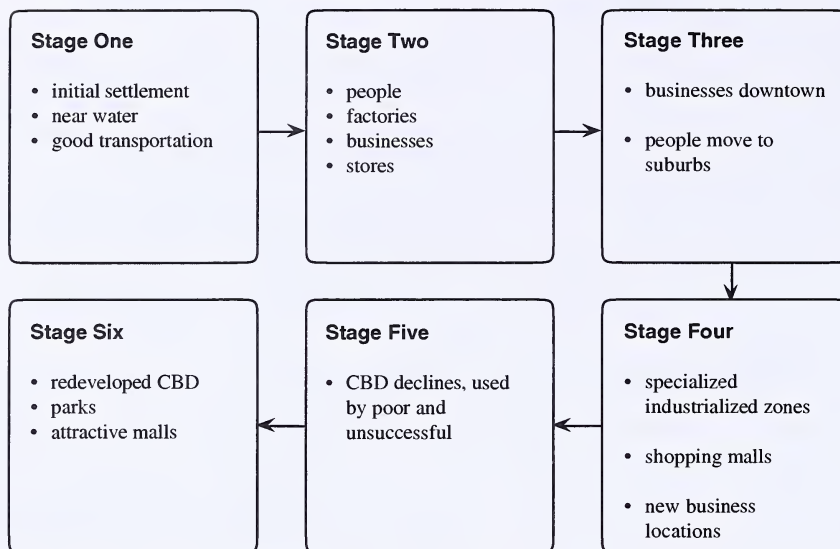 Stage One
• initial settlement
• near water
• good transportation
Stage Two
• people
• factories
• businesses
• stores
Stage Three
• businesses downtown
• people move to
suburbs
Stage Four
• specialized
industrialized zones
• shopping malls
• new business
locations
Stage Five
• CBD declines, used
by poor and
unsuccessful
Stage Six
• redeveloped CBD
• parks
• attractive malls